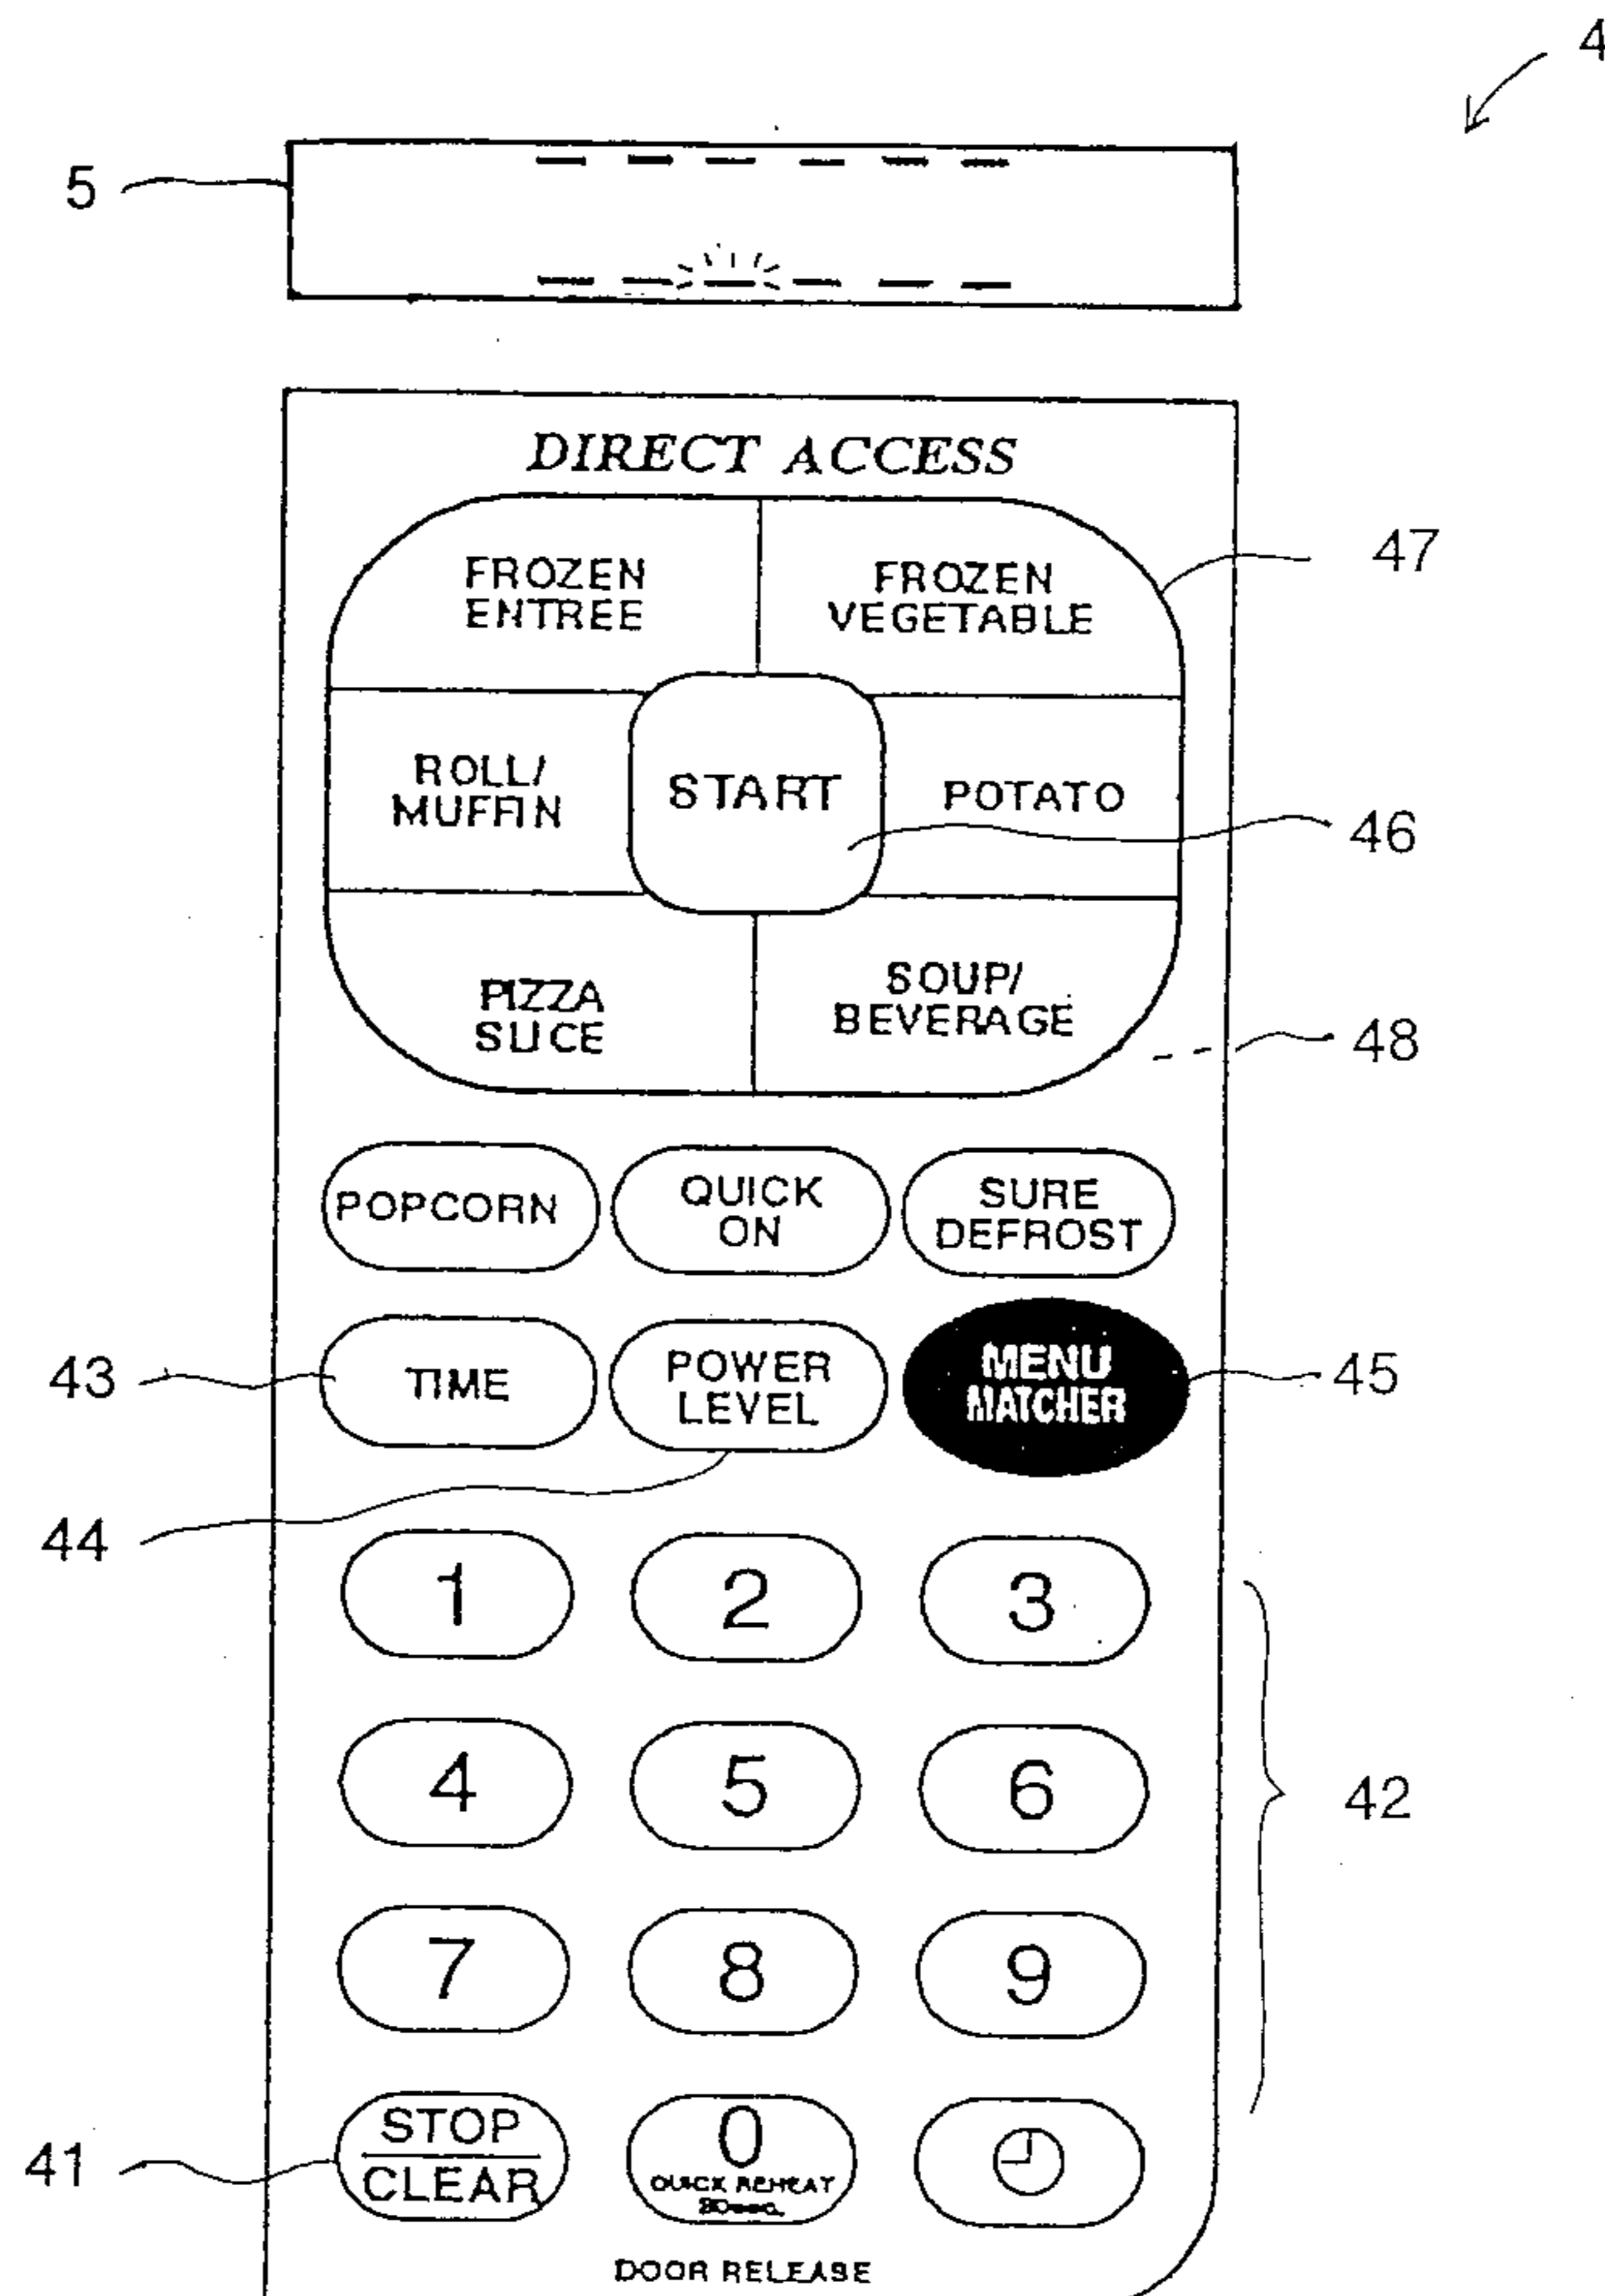 4
5
DIRECT ACCESS
FROZEN
ENTREE
FROZEN
VEGETABLE
47
ROLL/
MUFFIN
START
POTATO
46
PIZZA
SLICE
SOUP/
BEVERAGE
48
POPCORN
QUICK
ON
SURE
DEFROST
43
TIME
POWER
LEVEL
MENU
MATCHER
45
44
1
2
3
4
5
6
42
7
8
9
41
STOP
CLEAR
0
QUICK REHEAT
DOOR RELEASE